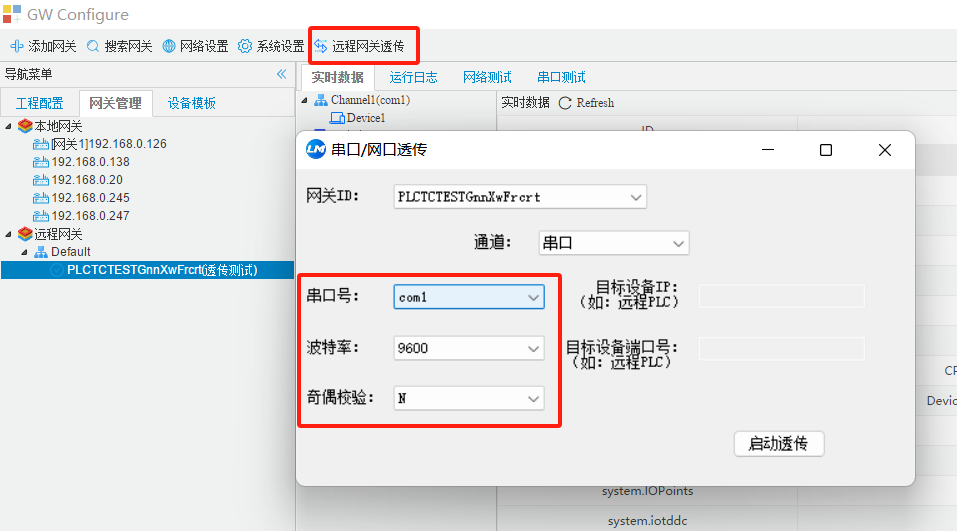 GW Configure
添加网关 搜索网关 网络设置 系统设置 远程网关透传
导航菜单 «
工程配置 网关管理 设备模板
本地网关
[网关1]192.168.0.126
192.168.0.138
192.168.0.20
192.168.0.245
192.168.0.247
远程网关
Default
PLCTCTESTGnnXwFrcrt(透传测试)
实时数据 运行日志 网络测试 串口测试
Channel1(com1)
Device1
实时数据 Refresh
串口/网口透传
网关ID: PLCTCTESTGnnXwFrcrt
通道: 串口
串口号: com1
波特率: 9600
奇偶校验: N
目标设备IP:
(如: 远程PLC)
目标设备端口号:
(如: 远程PLC)
启动透传
CP
Devic
system.IOPoints
system.iotddc